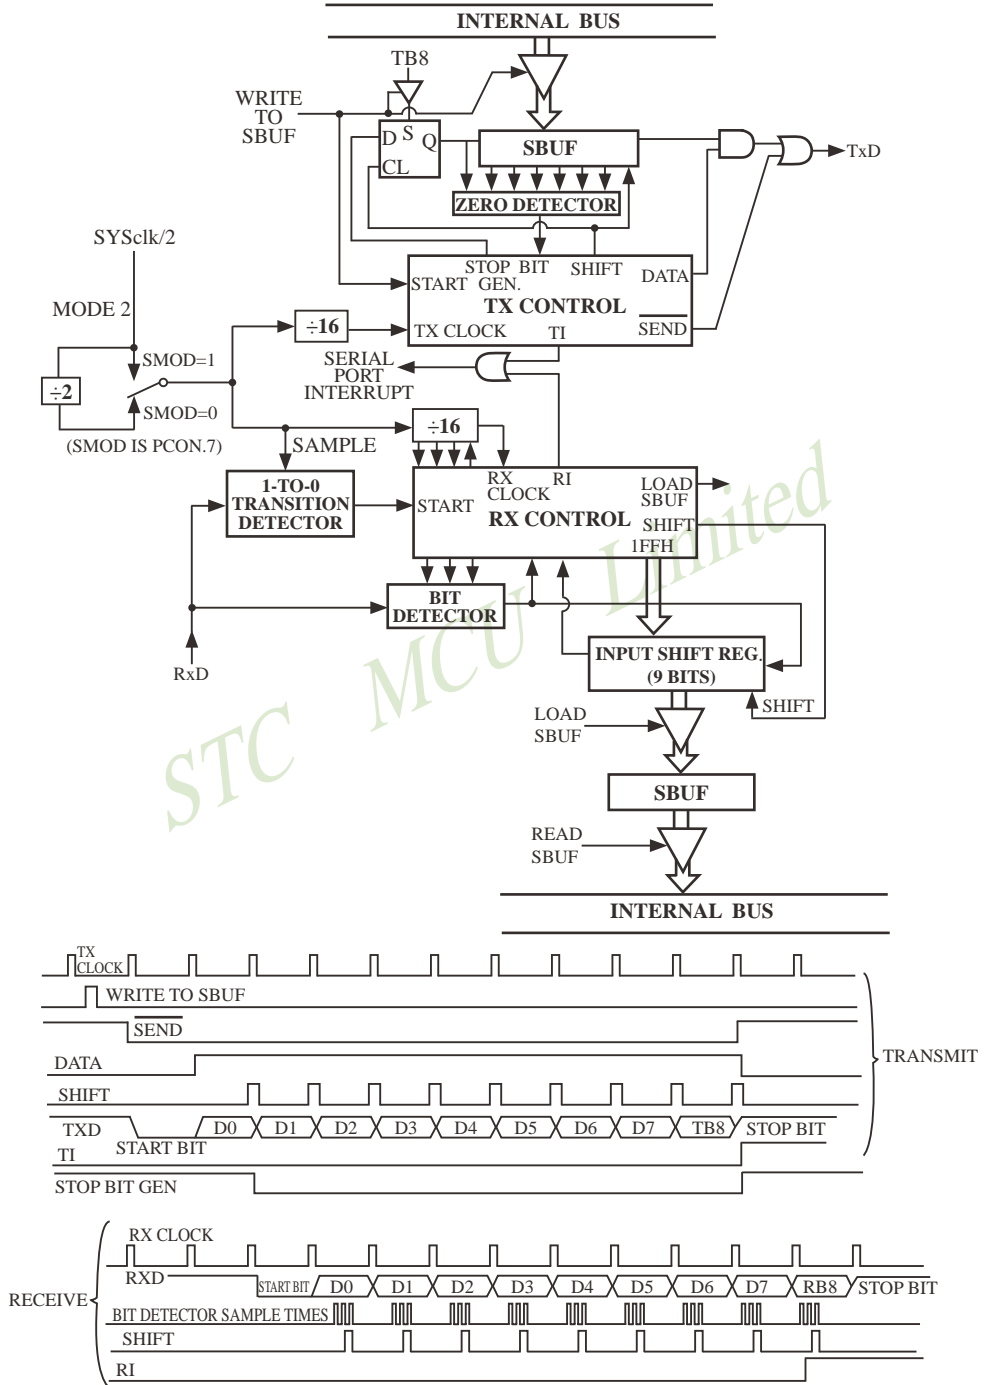 INTERNAL BUS
TB8
WRITE
TO
SBUF
D S Q
CL
SBUF
TxD
ZERO DETECTOR
SYSclk/2
STOP BIT
GEN.
SHIFT
DATA
START
TX CONTROL
MODE 2
÷16
TX CLOCK
TI
SEND
SERIAL
PORT
INTERRUPT
SMOD=1
÷2
SMOD=0
(SMOD IS PCON.7)
SAMPLE
÷16
1-TO-0
TRANSITION
DETECTOR
START
RX
CLOCK
RI
LOAD
SBUF
RX CONTROL
SHIFT
1FFH
BIT
DETECTOR
RxD
INPUT SHIFT REG.
(9 BITS)
SHIFT
LOAD
SBUF
SBUF
READ
SBUF
INTERNAL BUS
STC MCU Limited
TX
CLOCK
WRITE TO SBUF
SEND
DATA
TRANSMIT
SHIFT
TXD
START BIT
D0 D1 D2 D3 D4 D5 D6 D7 TB8 STOP BIT
TI
STOP BIT GEN
RX CLOCK
RXD
START BIT D0 D1 D2 D3 D4 D5 D6 D7 RB8 STOP BIT
RECEIVE
BIT DETECTOR SAMPLE TIMES
SHIFT
RI